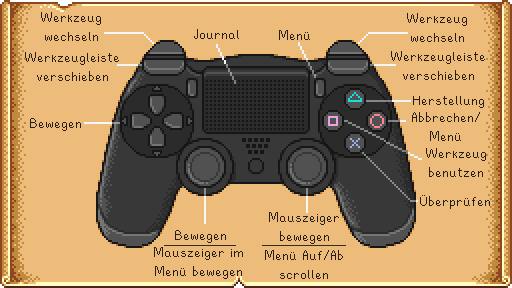 Werkzeug
wechseln
Werkzeugleiste
verschieben
Bewegen
Journal
Menü
Werkzeug
wechseln
Werkzeugleiste
verschieben
Herstellung
Abbrechen/
Menü
Werkzeug
benutzen
Überprüfen
Bewegen
Mauszeiger im
Menü bewegen
Mauszeiger
bewegen
Menü Auf/Ab
scrollen